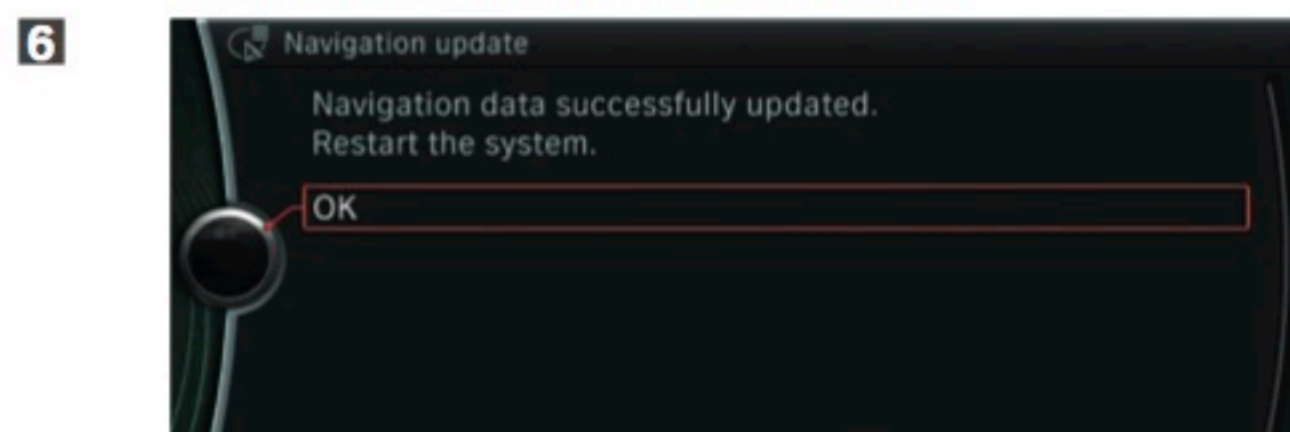 6
Navigation update
Navigation data successfully updated.
Restart the system.
OK